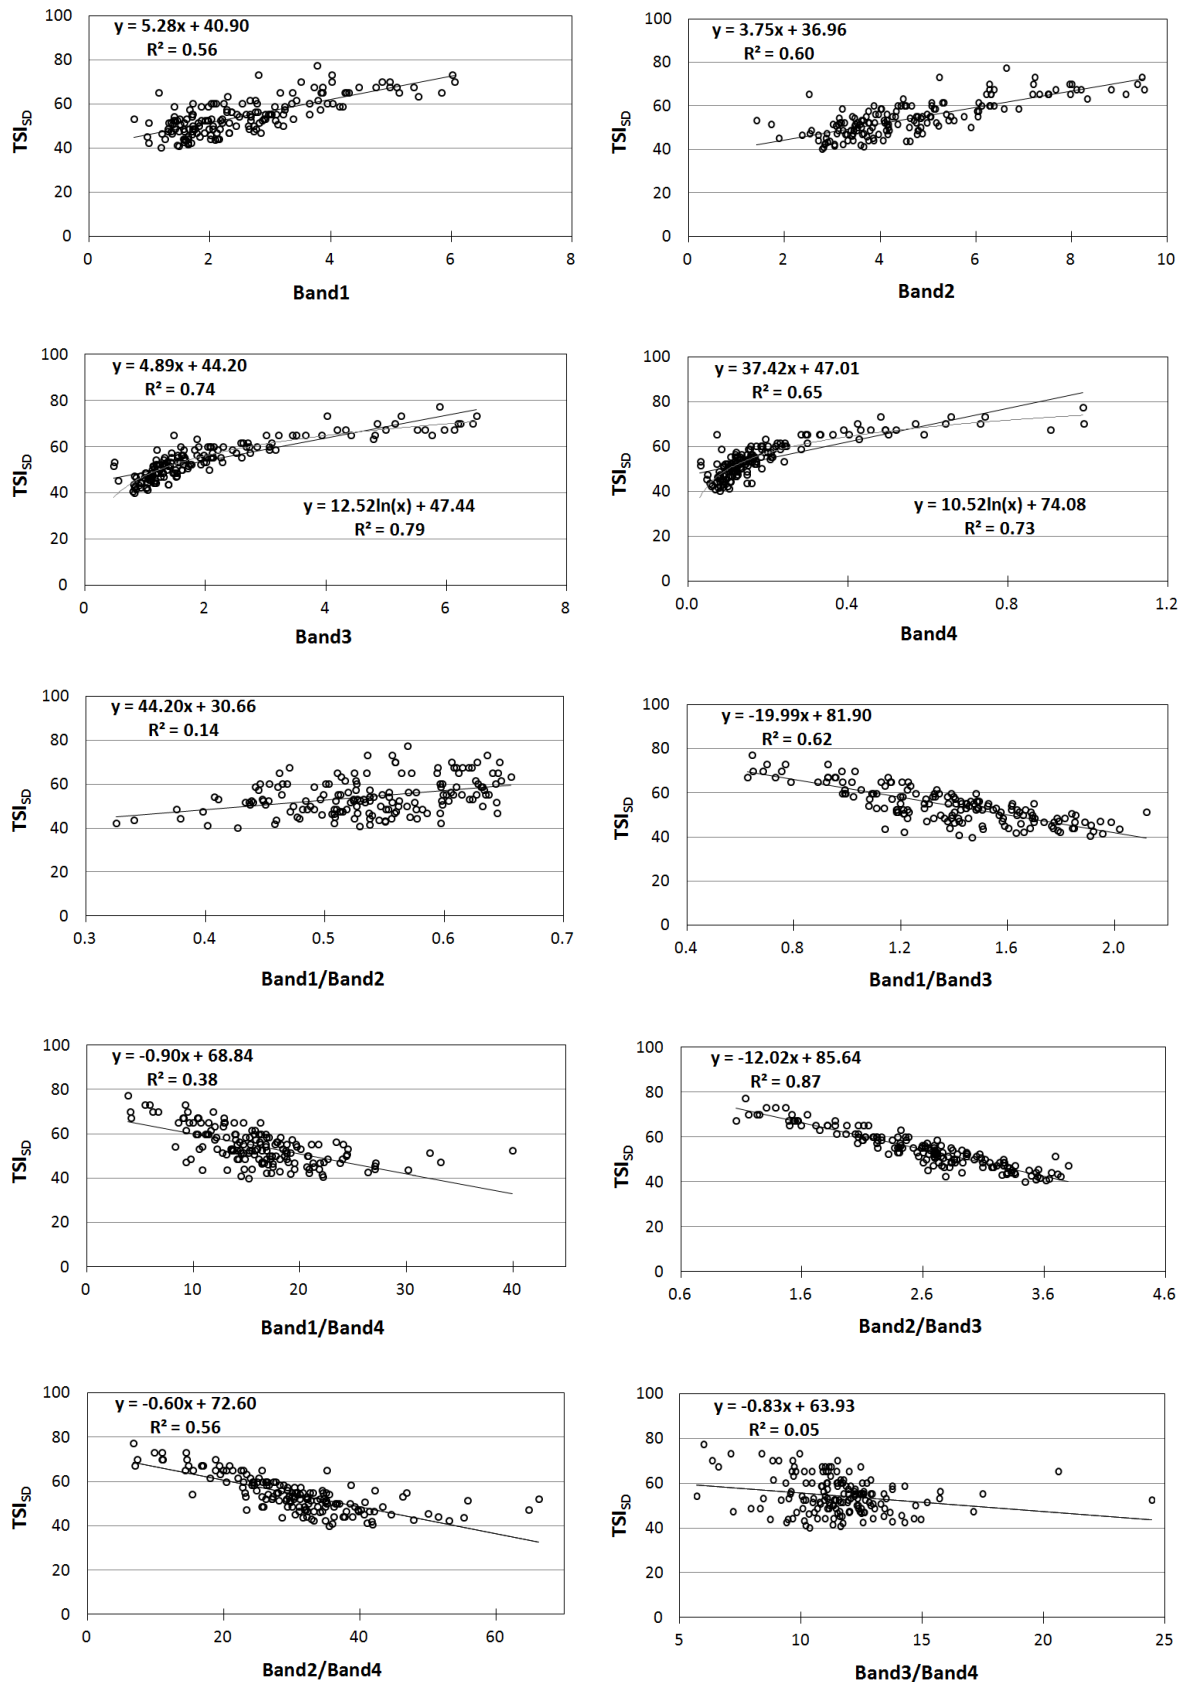 y = 5.28x + 40.90
R² = 0.56
100
80
60
40
20
0
TSI_SD
0 2 4 6 8
Band1
y = 3.75x + 36.96
R² = 0.60
100
80
60
40
20
0
TSI_SD
0 2 4 6 8 10
Band2
y = 4.89x + 44.20
R² = 0.74
100
80
60
40
20
0
TSI_SD
y = 12.52ln(x) + 47.44
R² = 0.79
0 2 4 6 8
Band3
y = 37.42x + 47.01
R² = 0.65
100
80
60
40
20
0
TSI_SD
y = 10.52ln(x) + 74.08
R² = 0.73
0.0 0.4 0.8 1.2
Band4
y = 44.20x + 30.66
R² = 0.14
100
80
60
40
20
0
TSI_SD
0.3 0.4 0.5 0.6 0.7
Band1/Band2
y = -19.99x + 81.90
R² = 0.62
100
80
60
40
20
0
TSI_SD
0.4 0.8 1.2 1.6 2.0
Band1/Band3
y = -0.90x + 68.84
R² = 0.38
100
80
60
40
20
0
TSI_SD
0 10 20 30 40
Band1/Band4
y = -12.02x + 85.64
R² = 0.87
100
80
60
40
20
0
TSI_SD
0.6 1.6 2.6 3.6 4.6
Band2/Band3
y = -0.60x + 72.60
R² = 0.56
100
80
60
40
20
0
TSI_SD
0 20 40 60
Band2/Band4
y = -0.83x + 63.93
R² = 0.05
100
80
60
40
20
0
TSI_SD
5 10 15 20 25
Band3/Band4